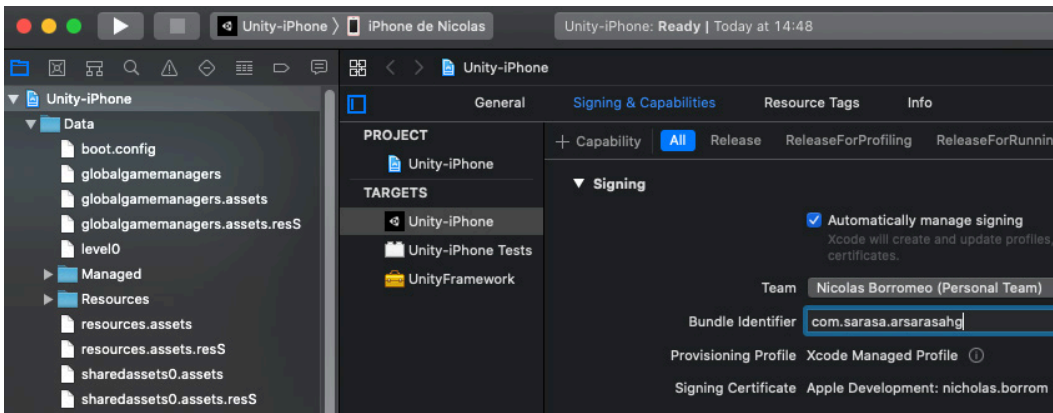 Unity-iPhone 〉 iPhone de Nicolas
Unity-iPhone: Ready | Today at 14:48
Unity-iPhone
Data
boot.config
globalgamemanagers
globalgamemanagers.assets
globalgamemanagers.assets.resS
level0
Managed
Resources
resources.assets
resources.assets.resS
sharedassets0.assets
sharedassets0.assets.resS
Unity-iPhone
General Signing & Capabilities Resource Tags Info
PROJECT
Unity-iPhone
TARGETS
Unity-iPhone
Unity-iPhone Tests
UnityFramework
+ Capability All Release ReleaseForProfiling ReleaseForRunnin
Signing
Automatically manage signing
Xcode will create and update profiles,
certificates.
Team Nicolas Borromeo (Personal Team)
Bundle Identifier com.sarasa.arsarasahg
Provisioning Profile Xcode Managed Profile
Signing Certificate Apple Development: nicholas.borrom